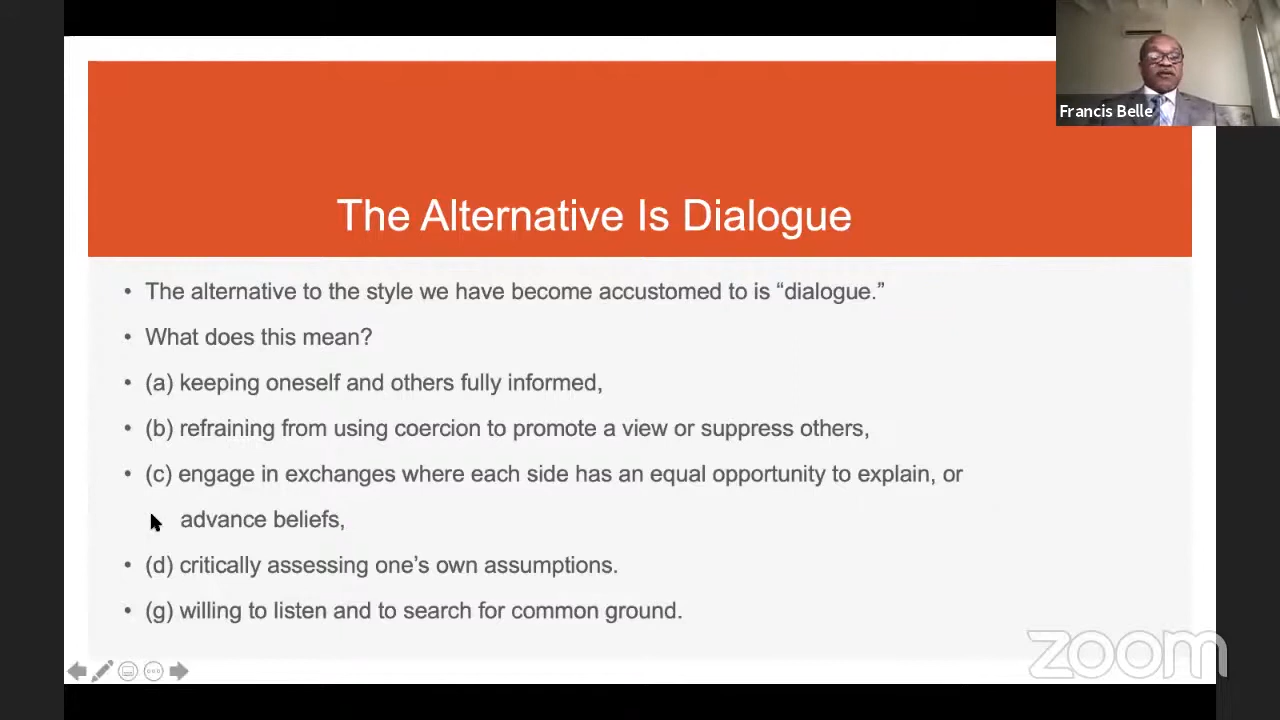 Francis Belle
The Alternative Is Dialogue
• The alternative to the style we have become accustomed to is “dialogue.”
• What does this mean?
• (a) keeping oneself and others fully informed,
• (b) refraining from using coercion to promote a view or suppress others,
• (c) engage in exchanges where each side has an equal opportunity to explain, or
advance beliefs,
• (d) critically assessing one’s own assumptions.
• (g) willing to listen and to search for common ground.
zoom